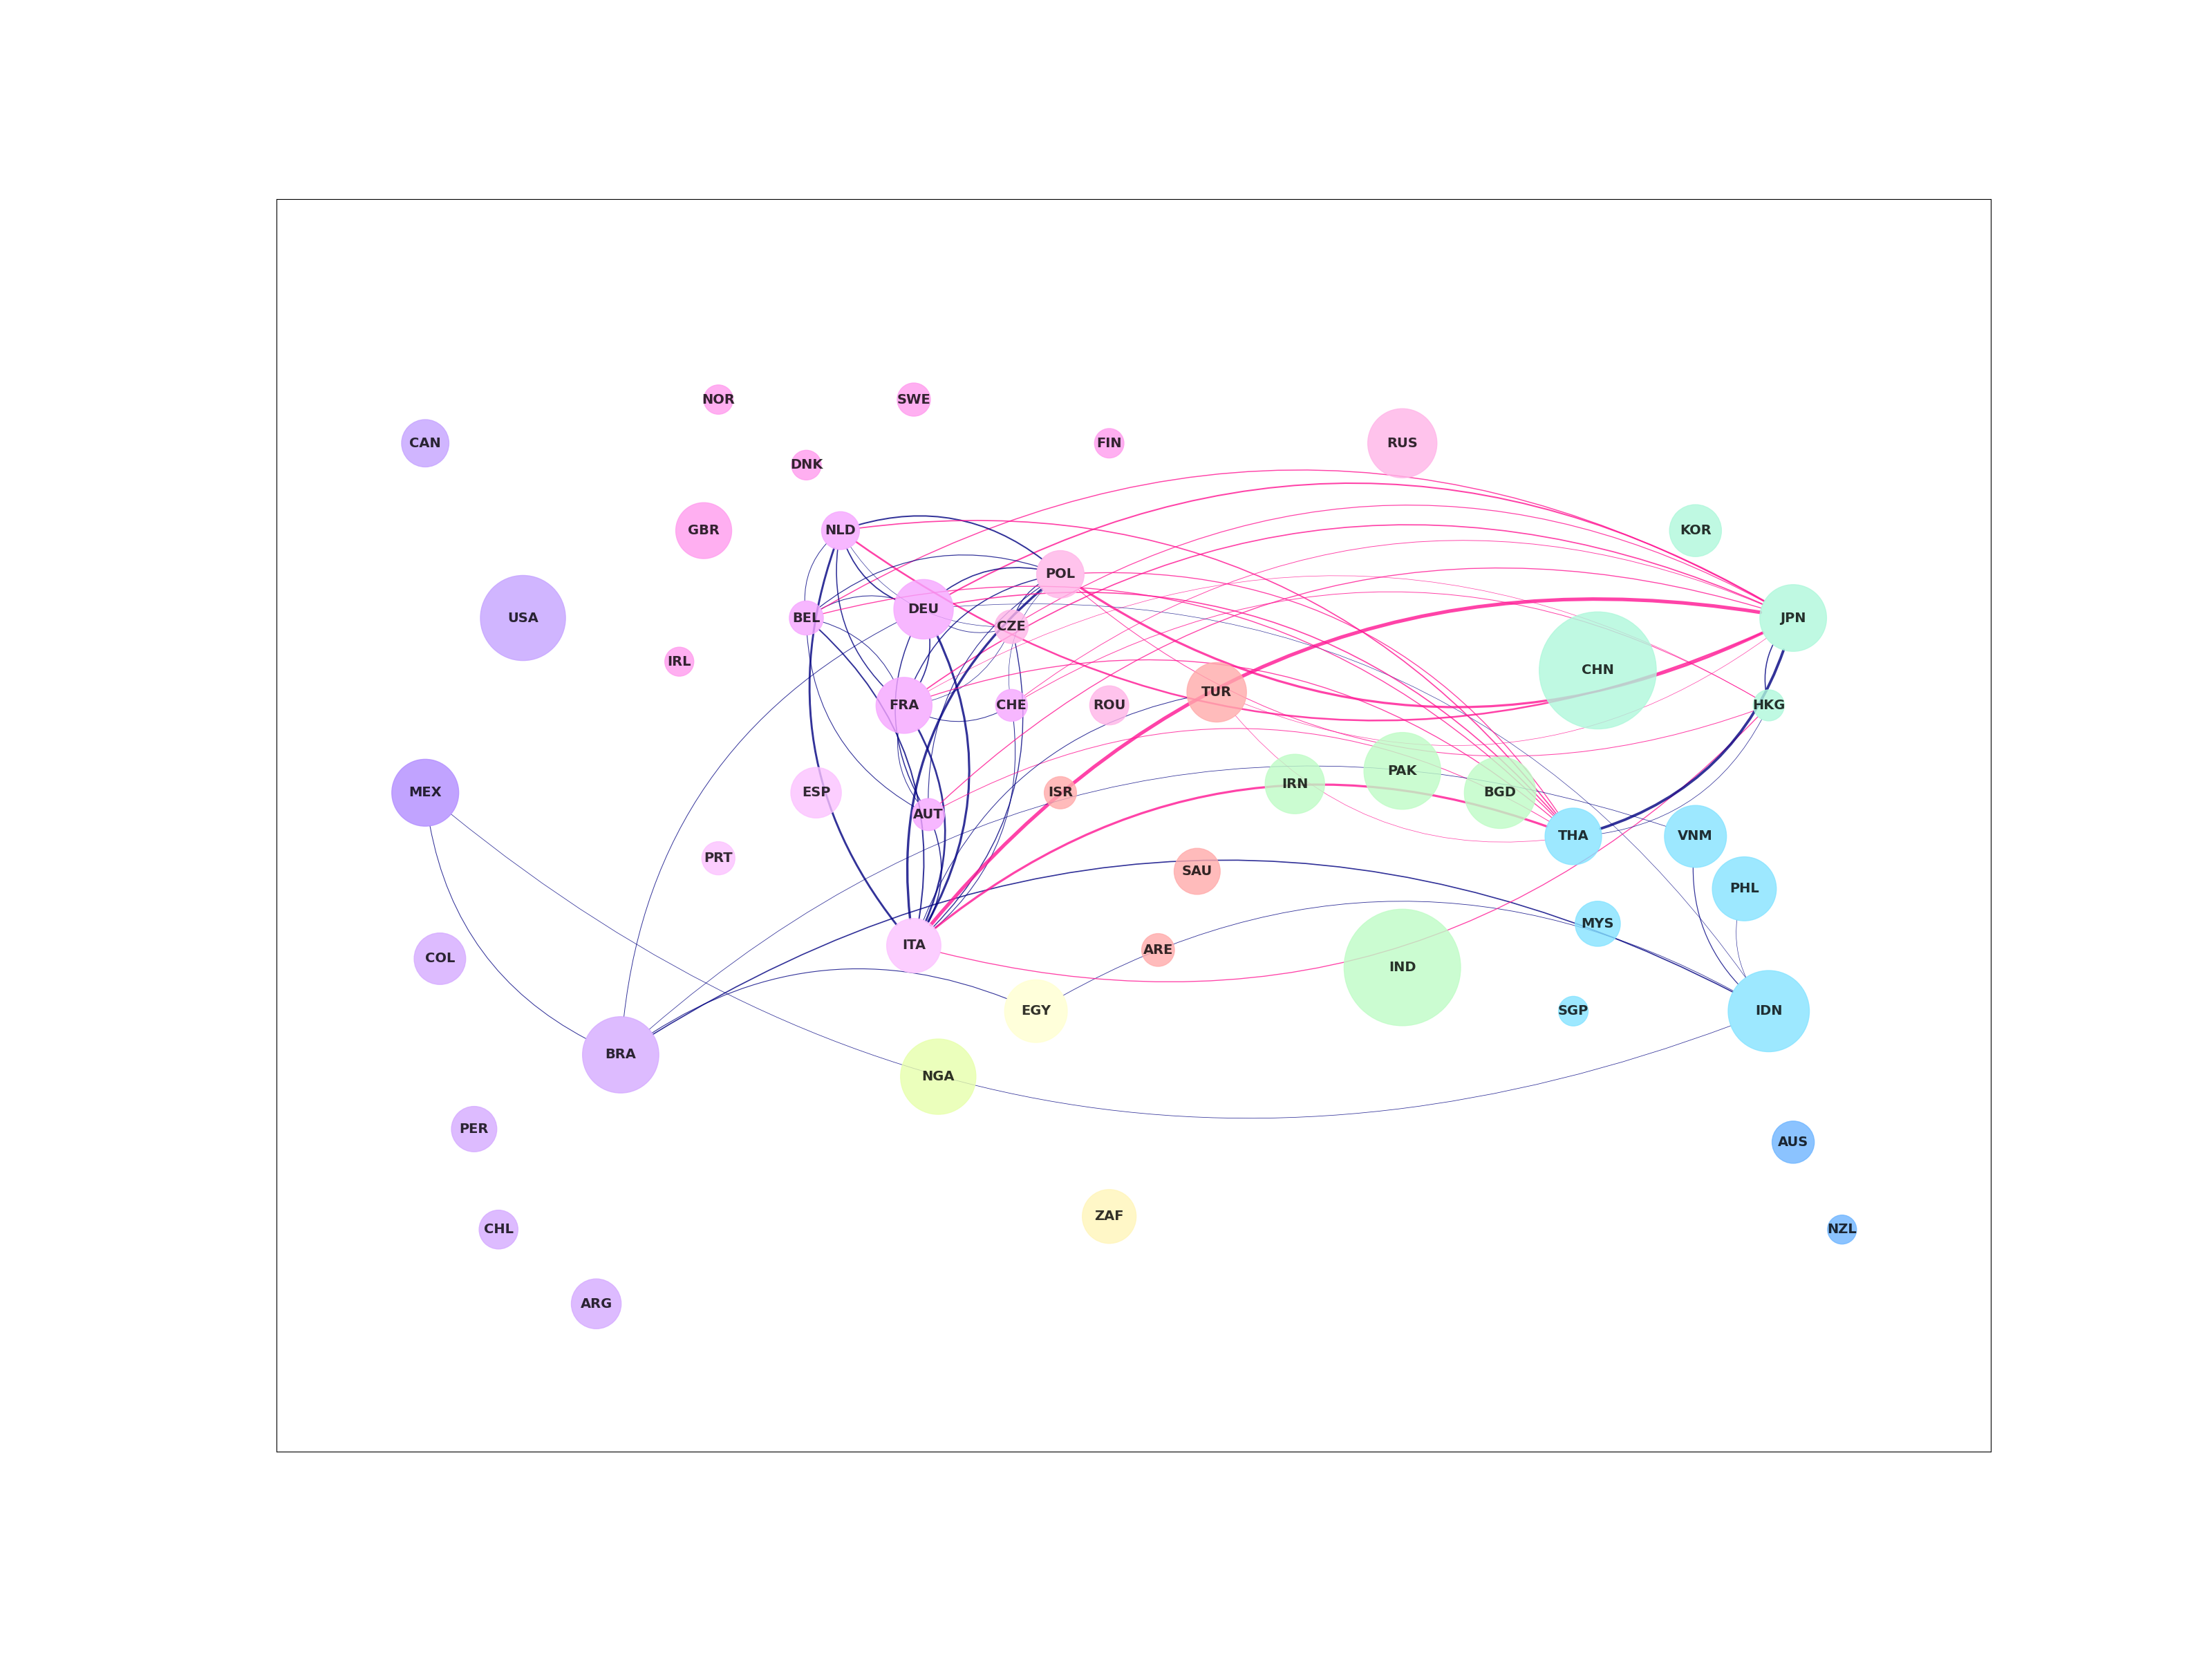 NOR
SWE
CAN
FIN
RUS
DNK
GBR
NLD
KOR
POL
DEU
USA
BEL
CZE
JPN
IRL
CHN
TUR
FRA
CHE
ROU
HKG
PAK
IRN
MEX
ESP
ISR
BGD
AUT
THA
VNM
PRT
SAU
PHL
MYS
ITA
ARE
COL
IND
EGY
SGP
IDN
BRA
NGA
PER
AUS
ZAF
CHL
NZL
ARG